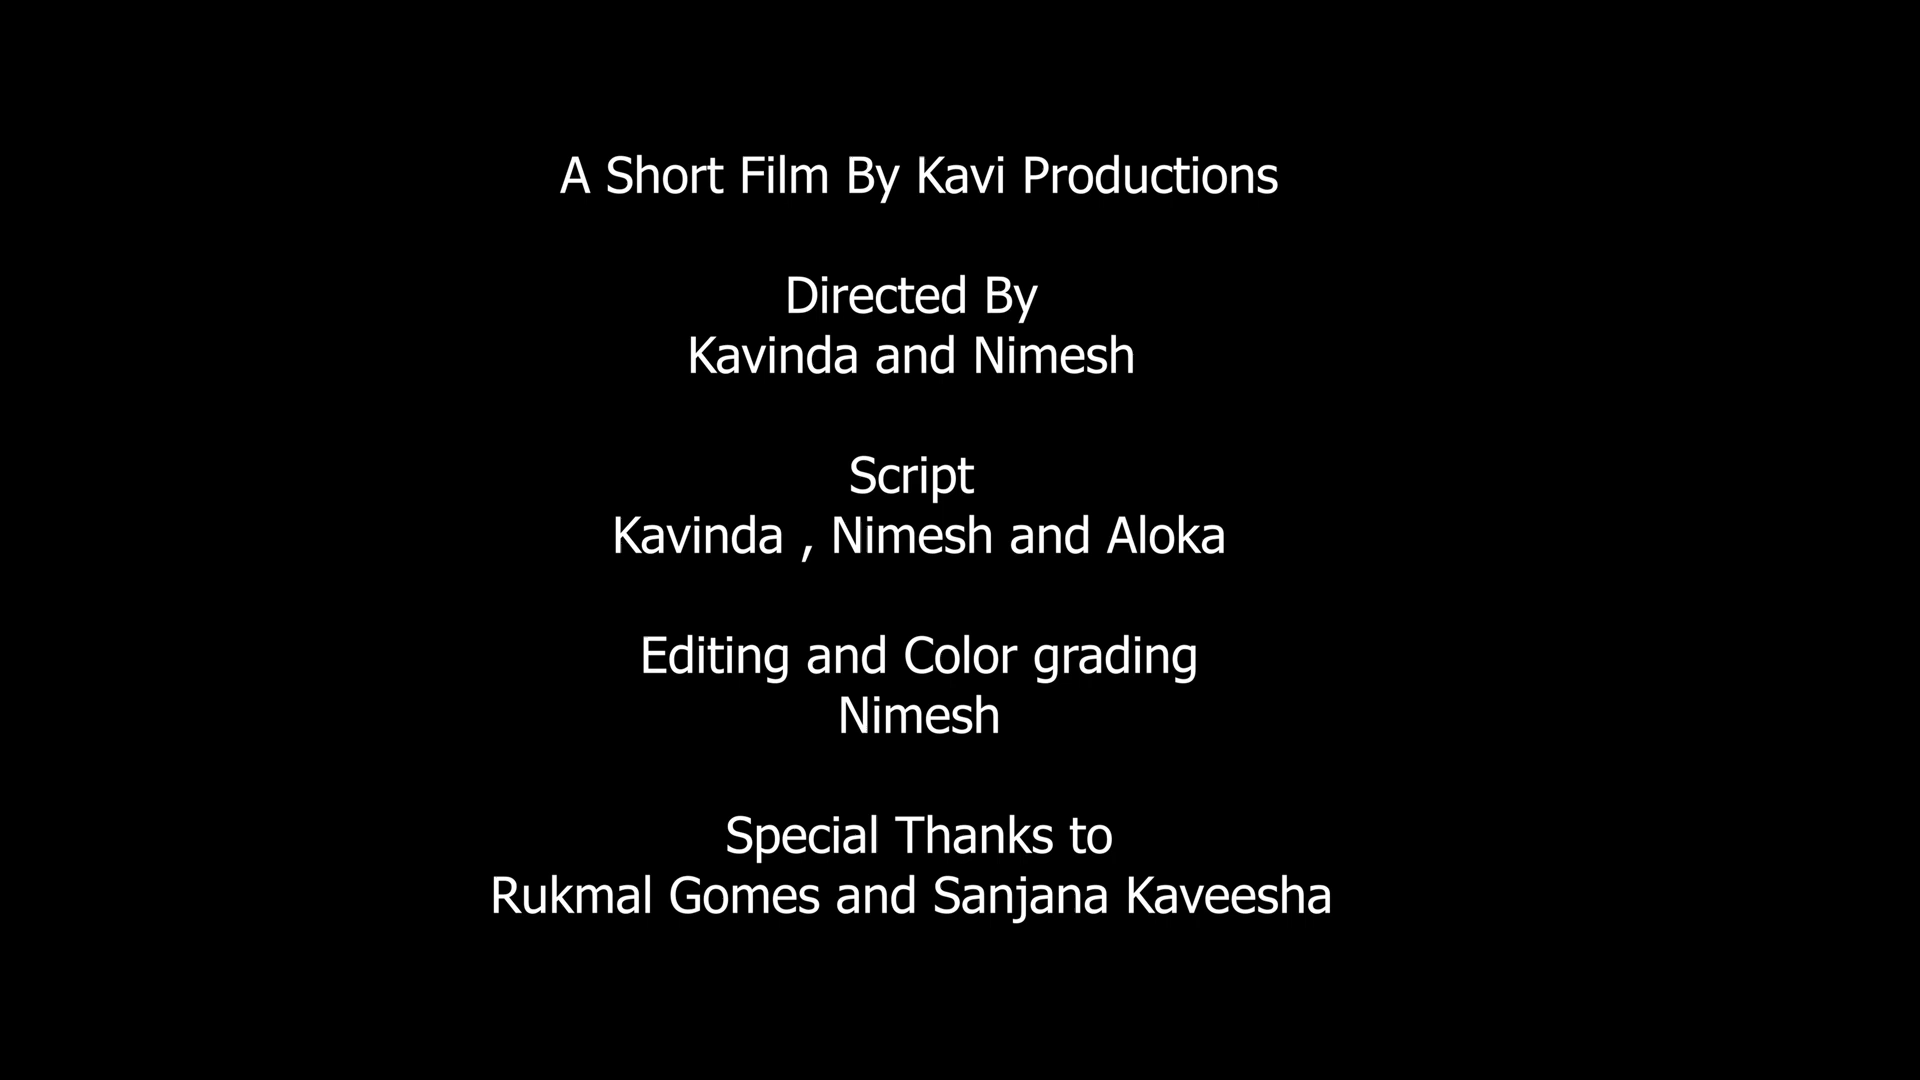 A Short Film By Kavi Productions
Directed By
Kavinda and Nimesh
Script
Kavinda , Nimesh and Aloka
Editing and Color grading
Nimesh
Special Thanks to
Rukmal Gomes and Sanjana Kaveesha